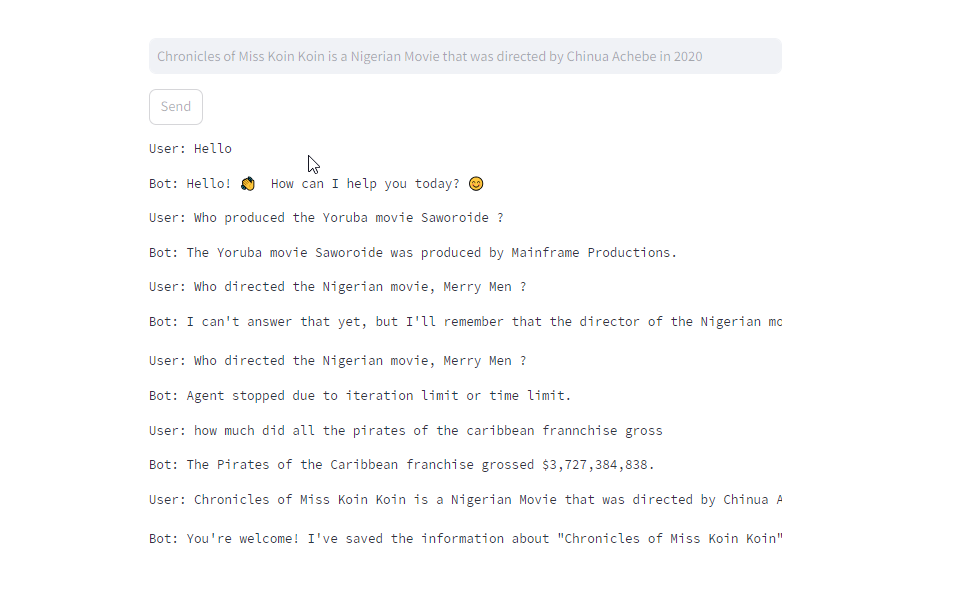 Chronicles of Miss Koin Koin is a Nigerian Movie that was directed by Chinua Achebe in 2020
Send
User: Hello
Bot: Hello! 👏 How can I help you today? 😊
User: Who produced the Yoruba movie Saworoide ?
Bot: The Yoruba movie Saworoide was produced by Mainframe Productions.
User: Who directed the Nigerian movie, Merry Men ?
Bot: I can't answer that yet, but I'll remember that the director of the Nigerian mo
User: Who directed the Nigerian movie, Merry Men ?
Bot: Agent stopped due to iteration limit or time limit.
User: how much did all the pirates of the caribbean frannchise gross
Bot: The Pirates of the Caribbean franchise grossed $3,727,384,838.
User: Chronicles of Miss Koin Koin is a Nigerian Movie that was directed by Chinua A
Bot: You're welcome! I've saved the information about "Chronicles of Miss Koin Koin"